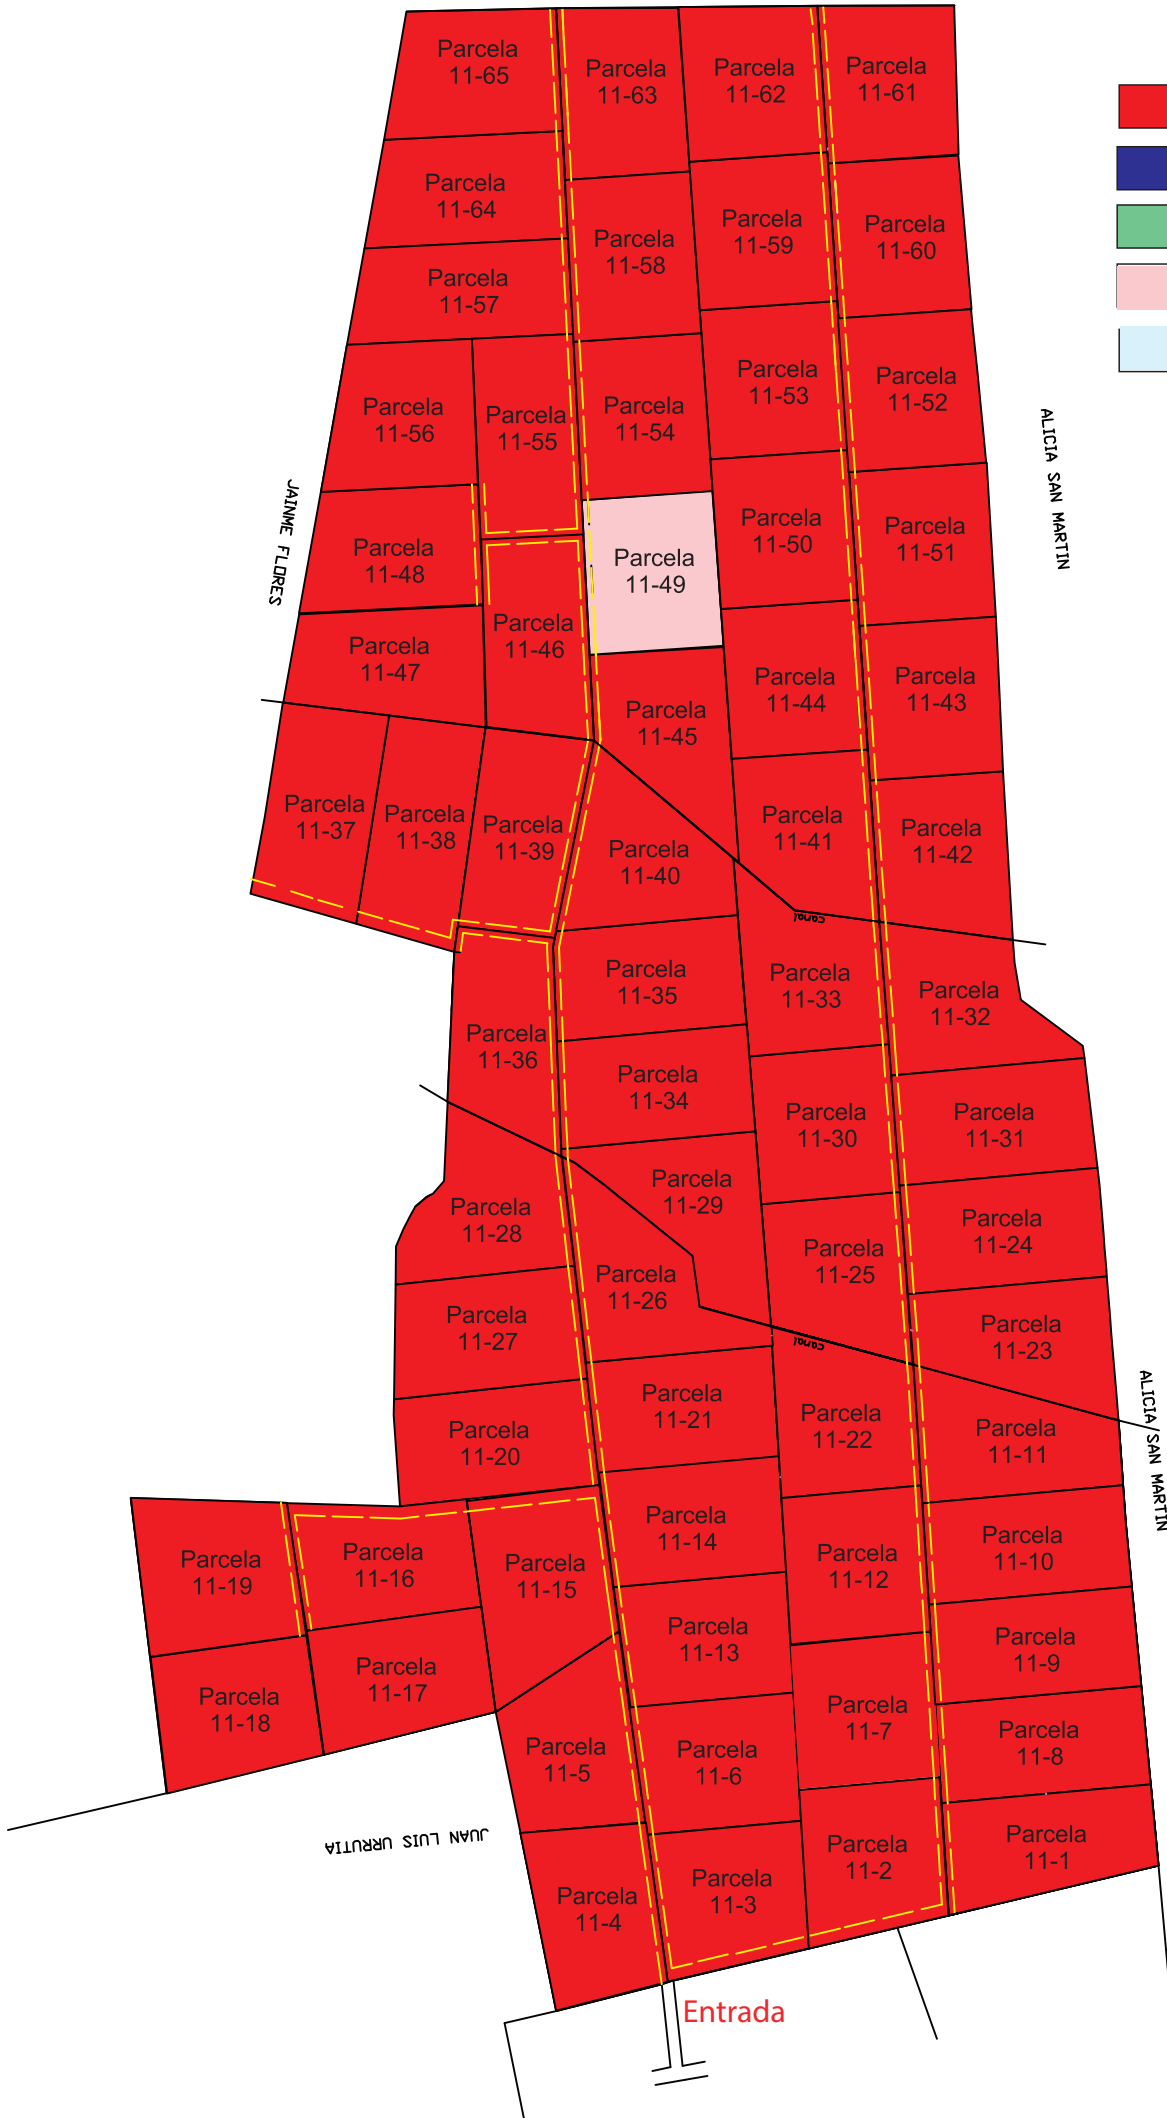 Parcela
11-65
Parcela
11-63
Parcela
11-62
Parcela
11-61
Parcela
11-64
Parcela
11-58
Parcela
11-59
Parcela
11-60
Parcela
11-57
Parcela
11-56
Parcela
11-55
Parcela
11-54
Parcela
11-53
Parcela
11-52
JAINME FLORES
ALICIA SAN MARTIN
Parcela
11-48
Parcela
11-49
Parcela
11-50
Parcela
11-51
Parcela
11-47
Parcela
11-46
Parcela
11-45
Parcela
11-44
Parcela
11-43
Parcela
11-37
Parcela
11-38
Parcela
11-39
Parcela
11-40
Parcela
11-41
Parcela
11-42
canal
Parcela
11-36
Parcela
11-35
Parcela
11-33
Parcela
11-32
Parcela
11-34
Parcela
11-30
Parcela
11-31
Parcela
11-28
Parcela
11-29
Parcela
11-25
Parcela
11-24
Parcela
11-27
Parcela
11-26
canal
Parcela
11-23
Parcela
11-20
Parcela
11-21
Parcela
11-22
Parcela
11-11
ALICIA/SAN MARTIN
Parcela
11-19
Parcela
11-16
Parcela
11-15
Parcela
11-14
Parcela
11-12
Parcela
11-10
Parcela
11-18
Parcela
11-17
Parcela
11-13
Parcela
11-9
Parcela
11-5
Parcela
11-6
Parcela
11-7
Parcela
11-8
JUAN LUIS URRUTIA
Parcela
11-4
Parcela
11-3
Parcela
11-2
Parcela
11-1
Entrada